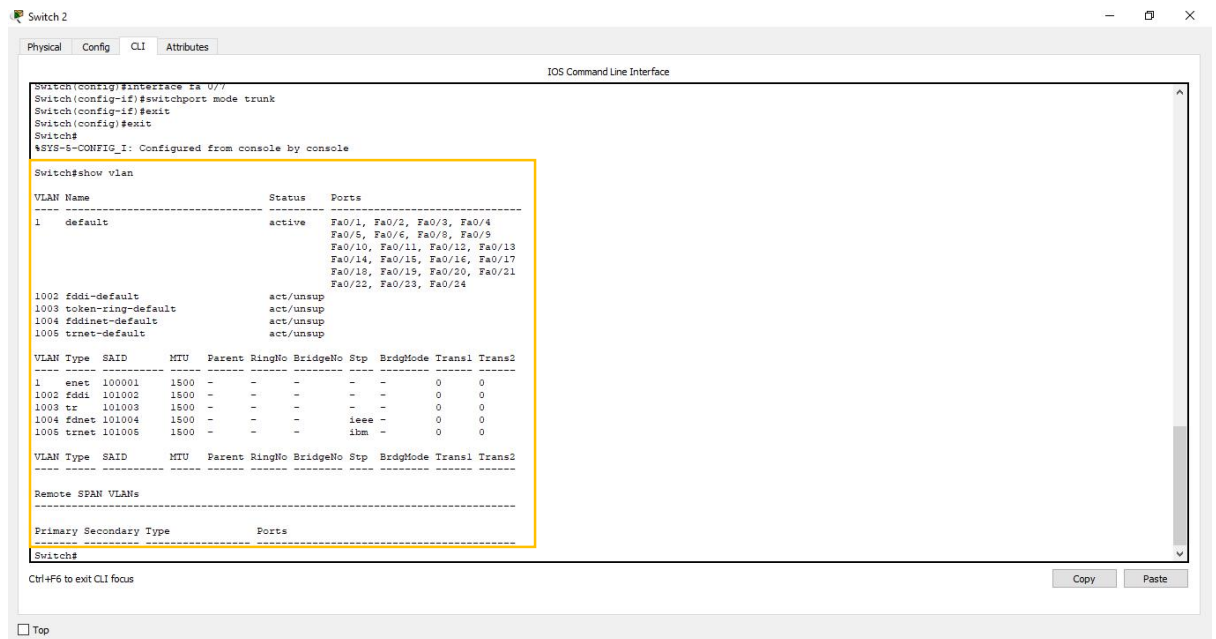 Switch 2
Physical Config CLI Attributes
IOS Command Line Interface
Switch(config)#interface fa 0/7
Switch(config-if)#switchport mode trunk
Switch(config-if)#exit
Switch(config)#exit
Switch#
%SYS-5-CONFIG_I: Configured from console by console
Switch#show vlan
VLAN Name                             Status    Ports
---- -------------------------------- --------- -------------------------------
1    default                          active    Fa0/1, Fa0/2, Fa0/3, Fa0/4
                                                Fa0/5, Fa0/6, Fa0/8, Fa0/9
                                                Fa0/10, Fa0/11, Fa0/12, Fa0/13
                                                Fa0/14, Fa0/15, Fa0/16, Fa0/17
                                                Fa0/18, Fa0/19, Fa0/20, Fa0/21
                                                Fa0/22, Fa0/23, Fa0/24
1002 fddi-default                     act/unsup
1003 token-ring-default               act/unsup
1004 fddinet-default                  act/unsup
1005 trnet-default                    act/unsup
VLAN Type  SAID       MTU   Parent RingNo BridgeNo Stp  BrdgMode Trans1 Trans2
---- ----- ---------- ----- ------ ------ -------- ---- -------- ------ ------
1    enet  100001     1500  -      -      -        -    -        0      0
1002 fddi  101002     1500  -      -      -        -    -        0      0
1003 tr    101003     1500  -      -      -        -    -        0      0
1004 fdnet 101004     1500  -      -      -        ieee -        0      0
1005 trnet 101005     1500  -      -      -        ibm  -        0      0
VLAN Type  SAID       MTU   Parent RingNo BridgeNo Stp  BrdgMode Trans1 Trans2
---- ----- ---------- ----- ------ ------ -------- ---- -------- ------ ------
Remote SPAN VLANs
------------------------------------------------------------------------------
Primary Secondary Type              Ports
------- --------- ----------------- ------------------------------------------
Switch#
Ctrl+F6 to exit CLI focus
Copy Paste
Top